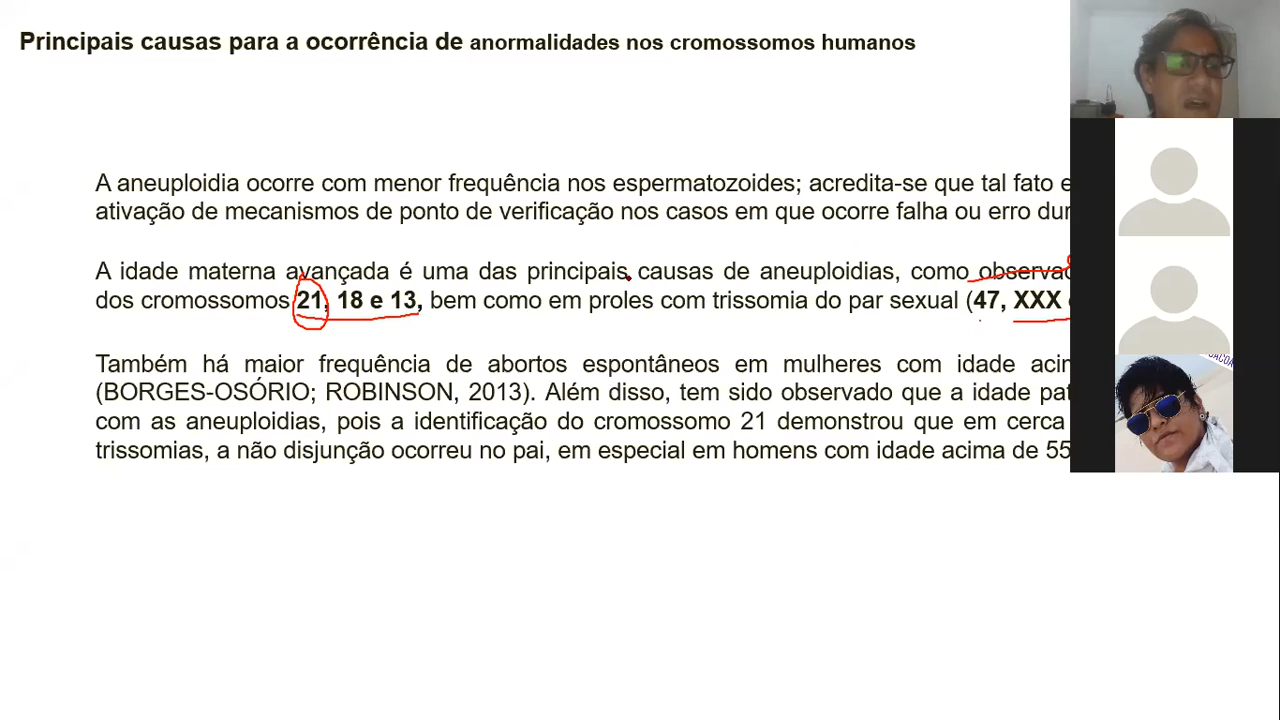 Principais causas para a ocorrência de anormalidades nos cromossomos humanos
A aneuploidia ocorre com menor frequência nos espermatozoides; acredita-se que tal fato
ativação de mecanismos de ponto de verificação nos casos em que ocorre falha ou erro
A idade materna avançada é uma das principais causas de aneuploidias, como
dos cromossomos 21, 18 e 13, bem como em proles com trissomia do par sexual (47, XXX
Também há maior frequência de abortos espontâneos em mulheres com idade
(BORGES-OSÓRIO; ROBINSON, 2013). Além disso, tem sido observado que a idade
com as aneuploidias, pois a identificação do cromossomo 21 demonstrou que em cerca
trissomias, a não disjunção ocorreu no pai, em especial em homens com idade acima de 55